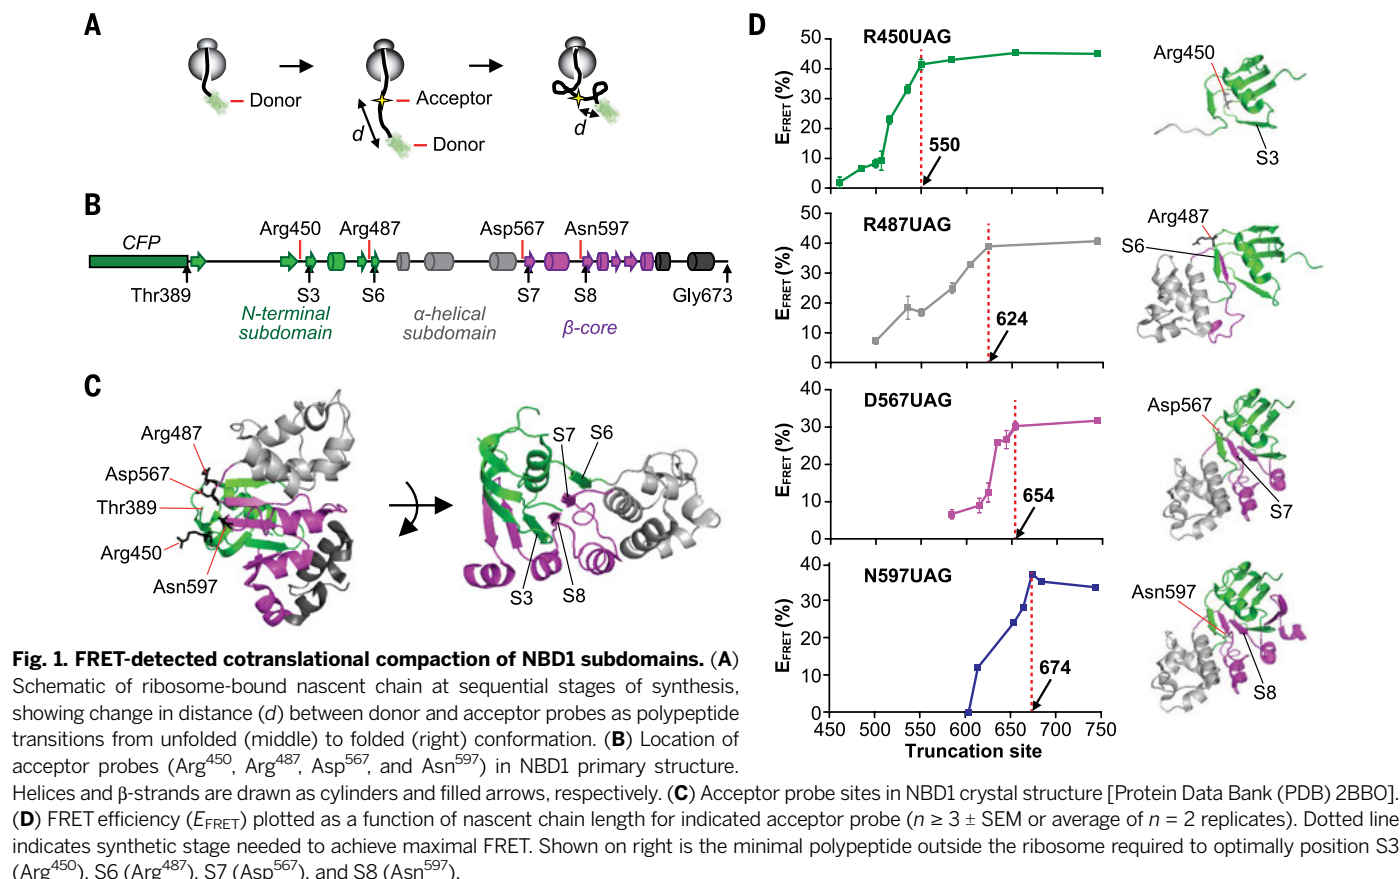 A
Donor
Acceptor
d
Donor
d
B
CFP
Arg450
Arg487
Asp567
Asn597
Thr389
S3
S6
S7
S8
Gly673
N-terminal
subdomain
α-helical
subdomain
β-core
C
Arg487
Asp567
Thr389
Arg450
Asn597
S7
S6
S3
S8
D
R450UAG
EFRET (%)
50
40
30
20
10
0
550
Arg450
S3
R487UAG
EFRET (%)
50
40
30
20
10
0
624
Arg487
S6
D567UAG
EFRET (%)
40
30
20
10
0
654
Asp567
S7
N597UAG
EFRET (%)
40
30
20
10
0
674
Asn597
S8
450 500 550 600 650 700 750
Truncation site
Fig. 1. FRET-detected cotranslational compaction of NBD1 subdomains. (A)
Schematic of ribosome-bound nascent chain at sequential stages of synthesis,
showing change in distance (d) between donor and acceptor probes as polypeptide
transitions from unfolded (middle) to folded (right) conformation. (B) Location of
acceptor probes (Arg450, Arg487, Asp567, and Asn597) in NBD1 primary structure.
Helices and β-strands are drawn as cylinders and filled arrows, respectively. (C) Acceptor probe sites in NBD1 crystal structure [Protein Data Bank (PDB) 2BBO].
(D) FRET efficiency (EFRET) plotted as a function of nascent chain length for indicated acceptor probe (n ≥ 3 ± SEM or average of n = 2 replicates). Dotted line
indicates synthetic stage needed to achieve maximal FRET. Shown on right is the minimal polypeptide outside the ribosome required to optimally position S3
(Arg450), S6 (Arg487), S7 (Asp567), and S8 (Asn597).